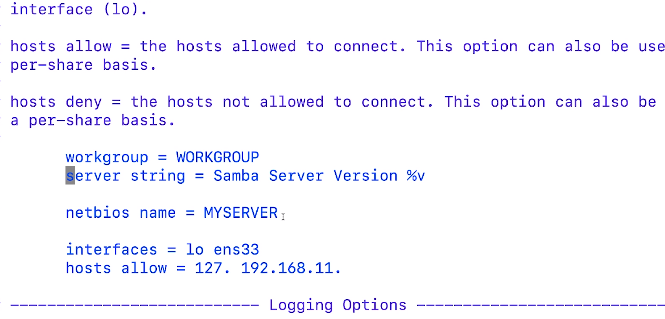 interface (lo).
hosts allow = the hosts allowed to connect. This option can also be use
per-share basis.
hosts deny = the hosts not allowed to connect. This option can also be
a per-share basis.
workgroup = WORKGROUP
server string = Samba Server Version %v
netbios name = MYSERVER
interfaces = lo ens33
hosts allow = 127. 192.168.11.
--------------------------- Logging Options ---------------------------